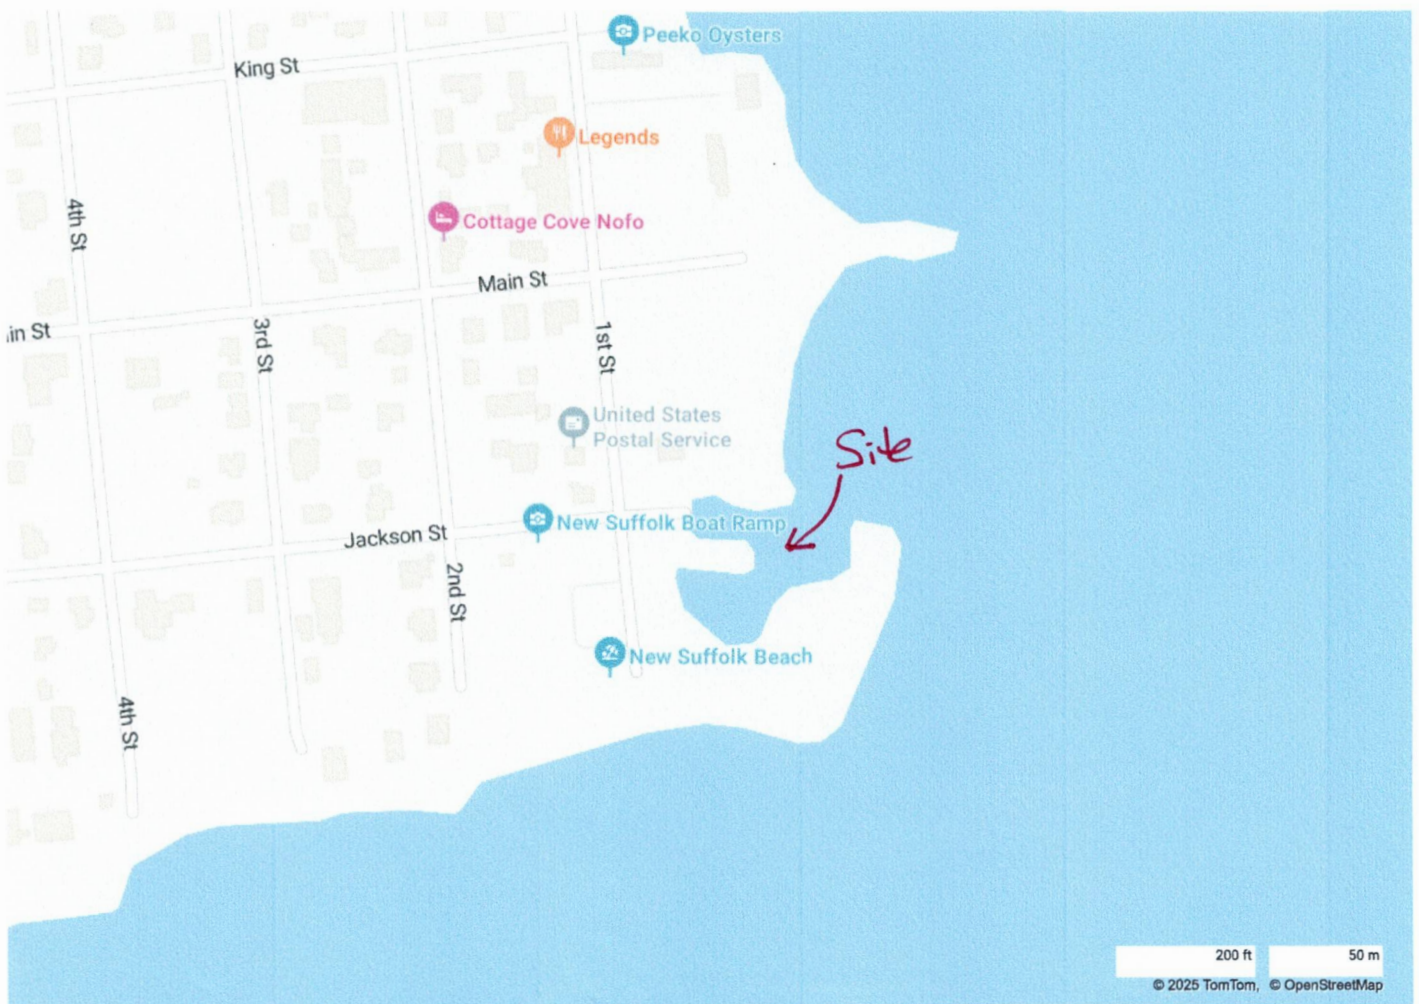 Peeko Oysters
King St
Legends
4th St
Cottage Cove Nofo
Main St
in St
3rd St
1st St
United States
Postal Service
Site
New Suffolk Boat Ramp
Jackson St
2nd St
New Suffolk Beach
4th St
200 ft
50 m
© 2025 TomTom, © OpenStreetMap